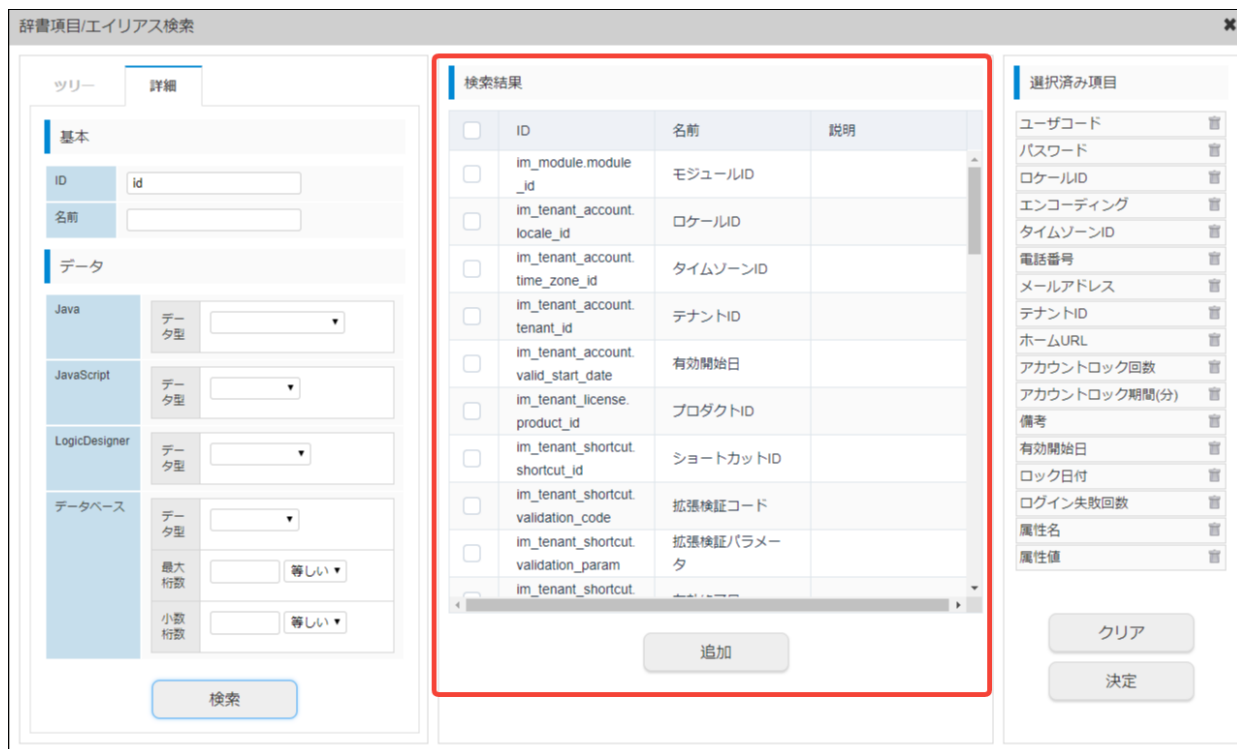 辞書項目/エイリアス検索
ツリー
詳細
基本
ID
id
名前
データ
Java
デー
タ型
JavaScript
デー
タ型
LogicDesigner
デー
タ型
データベース
デー
タ型
最大
桁数
等しい
小数
桁数
等しい
検索
検索結果
ID 名前 説明
im_module.module
_id
モジュールID
im_tenant_account.
locale_id
ロケールID
im_tenant_account.
time_zone_id
タイムゾーンID
im_tenant_account.
tenant_id
テナントID
im_tenant_account.
valid_start_date
有効開始日
im_tenant_license.
product_id
プロダクトID
im_tenant_shortcut.
shortcut_id
ショートカットID
im_tenant_shortcut.
validation_code
拡張検証コード
im_tenant_shortcut.
validation_param
拡張検証パラメー
タ
im_tenant_shortcut.
追加
選択済み項目
ユーザコード
パスワード
ロケールID
エンコーディング
タイムゾーンID
電話番号
メールアドレス
テナントID
ホームURL
アカウントロック回数
アカウントロック期間(分)
備考
有効開始日
ロック日付
ログイン失敗回数
属性名
属性値
クリア
決定